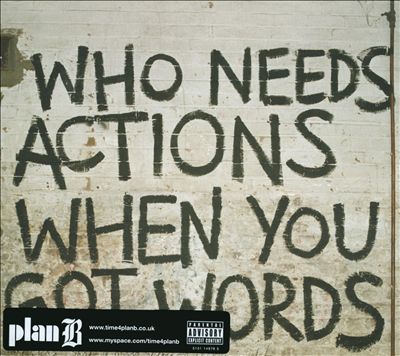 WHO NEEDS
ACTIONS
WHEN YOU
GOT WORDS
plan B
www.time4planb.co.uk
www.myspace.com/time4planb
PARENTAL
ADVISORY
EXPLICIT CONTENT